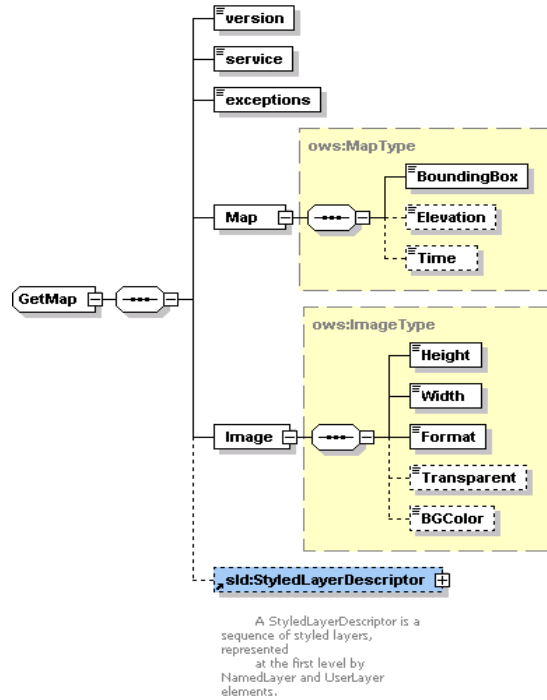 version
service
exceptions
ows:MapType
BoundingBox
Map
Elevation
Time
GetMap
ows:ImageType
Height
Width
Image
Format
Transparent
BGColor
sld:StyledLayerDescriptor
A StyledLayerDescriptor is a
sequence of styled layers,
represented
at the first level by
NamedLayer and UserLayer
elements.